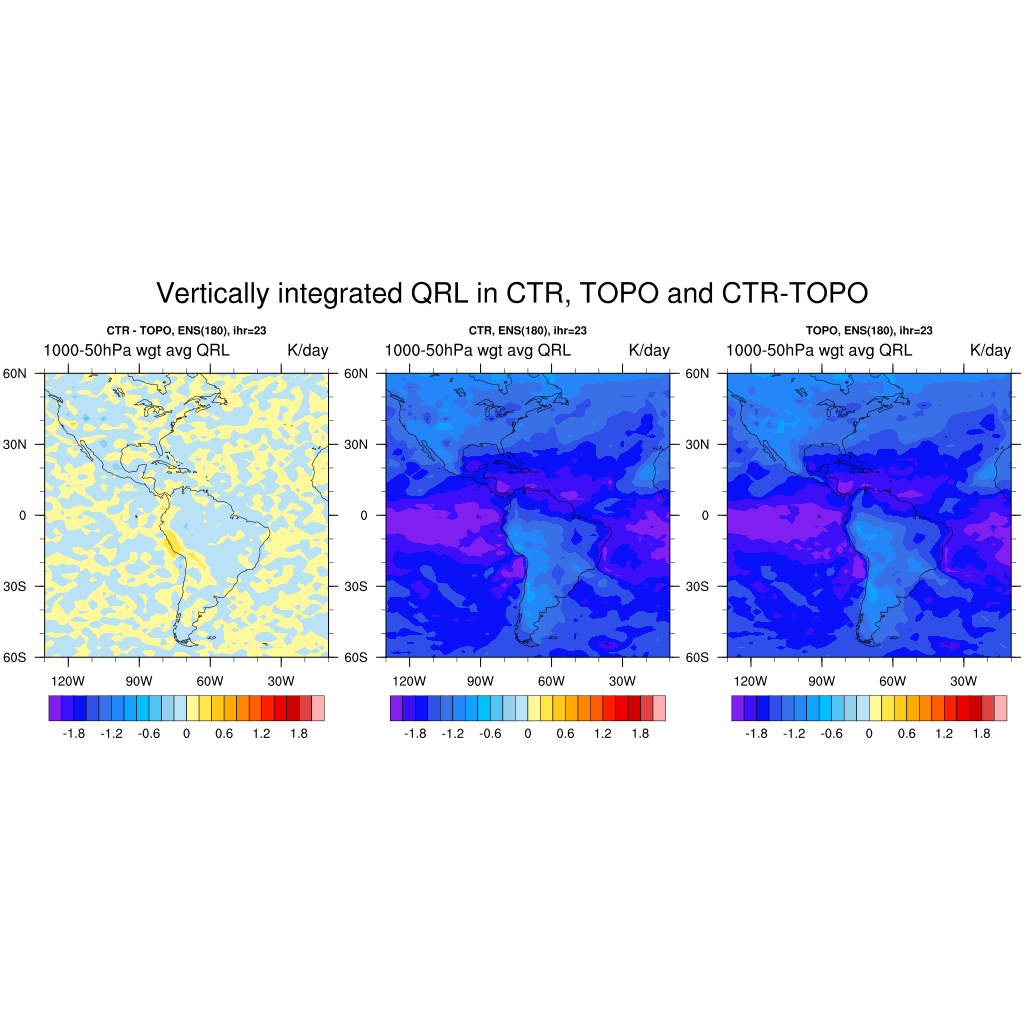 Vertically integrated QRL in CTR, TOPO and CTR-TOPO
CTR - TOPO, ENS(180), ihr=23
1000-50hPa wgt avg QRL K/day
60N
30N
0
30S
60S
120W 90W 60W 30W
-1.8 -1.2 -0.6 0 0.6 1.2 1.8
CTR, ENS(180), ihr=23
1000-50hPa wgt avg QRL K/day
60N
30N
0
30S
60S
120W 90W 60W 30W
-1.8 -1.2 -0.6 0 0.6 1.2 1.8
TOPO, ENS(180), ihr=23
1000-50hPa wgt avg QRL K/day
60N
30N
0
30S
60S
120W 90W 60W 30W
-1.8 -1.2 -0.6 0 0.6 1.2 1.8